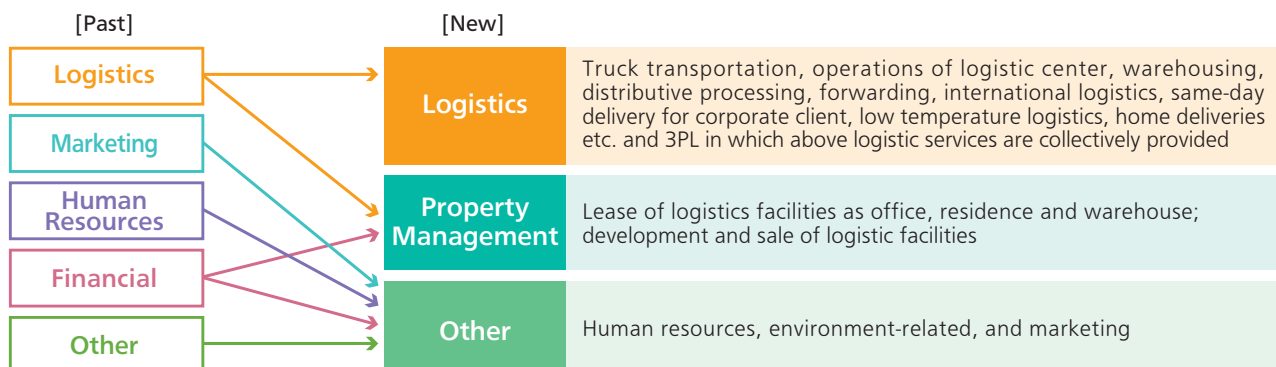 [Past]
[New]
Logistics
Marketing
Human
Resources
Financial
Other
Logistics
Truck transportation, operations of logistic center, warehousing,
distributive processing, forwarding, international logistics, same-day
delivery for corporate client, low temperature logistics, home deliveries
etc. and 3PL in which above logistic services are collectively provided
Property
Management
Lease of logistics facilities as office, residence and warehouse;
development and sale of logistic facilities
Other
Human resources, environment-related, and marketing